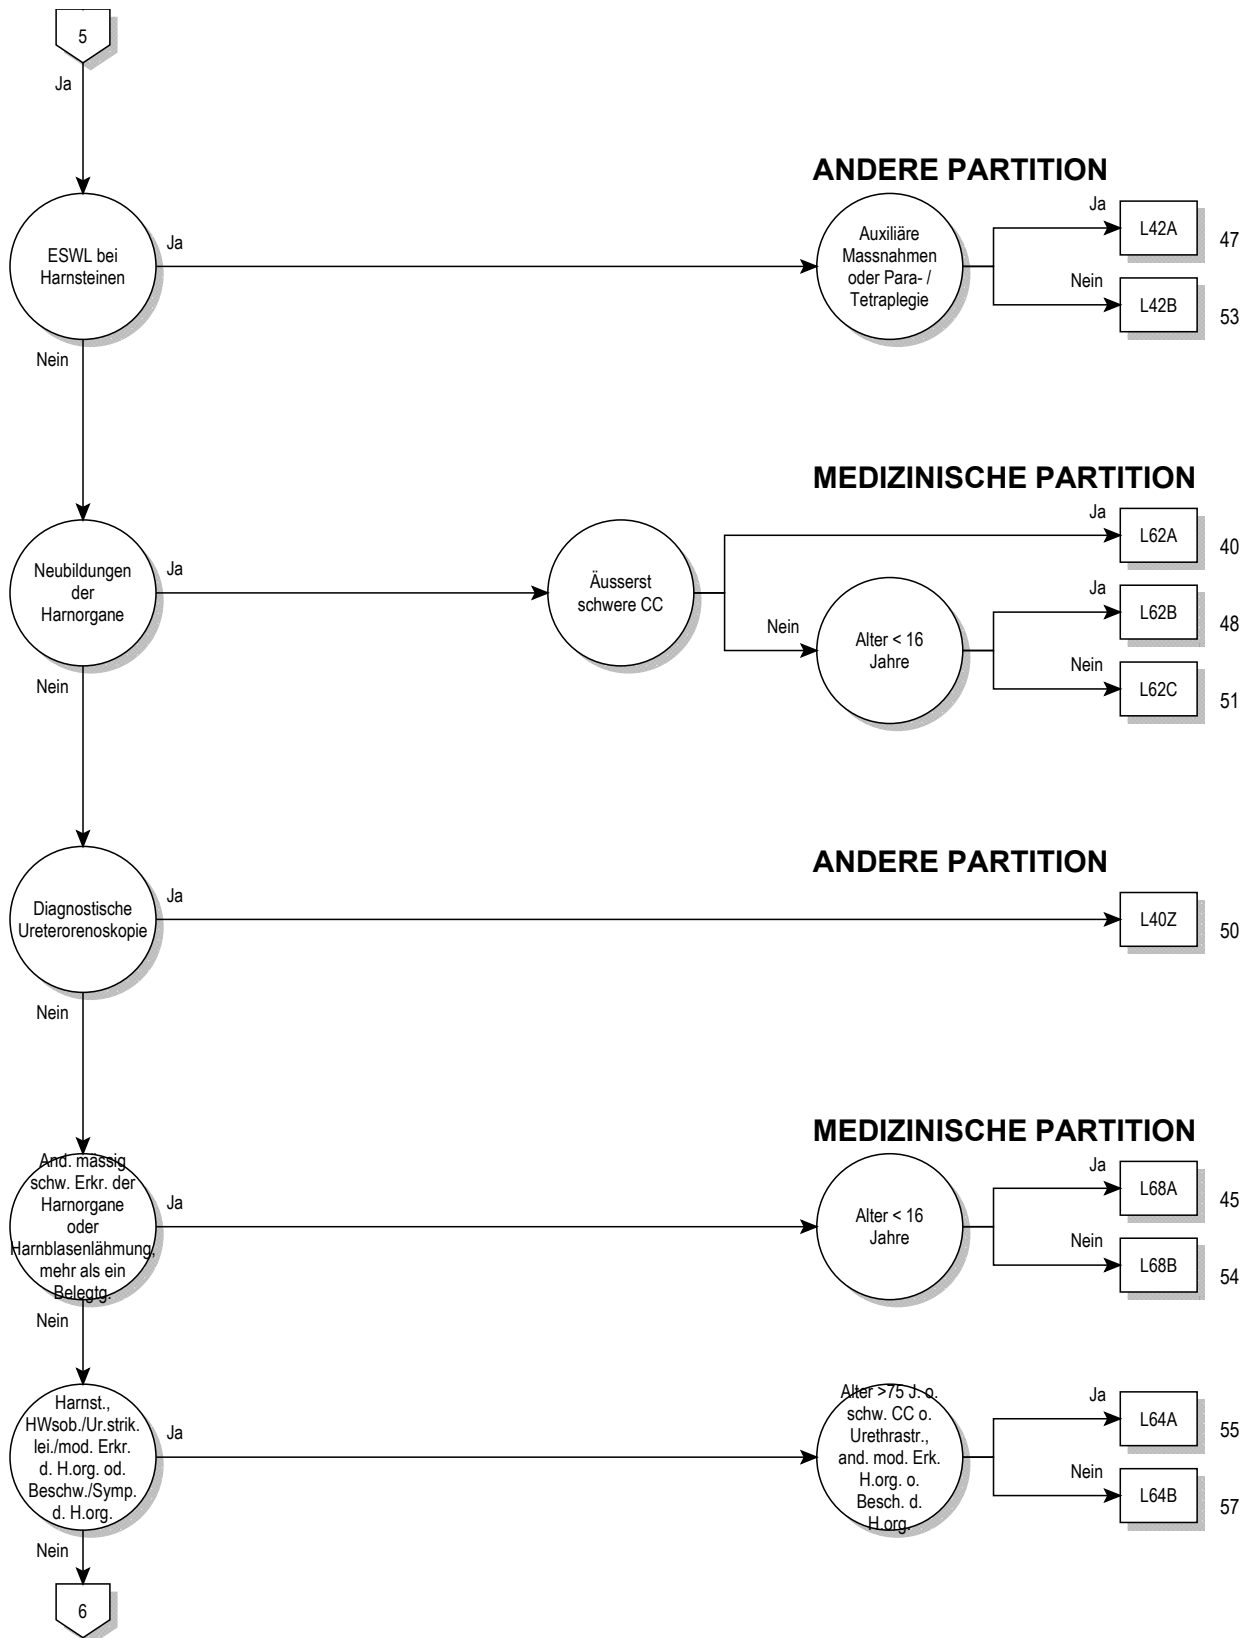 5
Ja
ANDERE PARTITION
ESWL bei
Harnsteinen
Ja
Auxiliäre
Massnahmen
oder Para- /
Tetraplegie
Ja
L42A
47
Nein
L42B
53
Nein
MEDIZINISCHE PARTITION
Neubildungen
der
Harnorgane
Ja
Äusserst
schwere CC
Ja
L62A
40
Nein
Alter < 16
Jahre
Ja
L62B
48
Nein
L62C
51
Nein
ANDERE PARTITION
Diagnostische
Ureterorenoskopie
Ja
L40Z
50
Nein
MEDIZINISCHE PARTITION
And. mässig
schw. Erkr. der
Harnorgane
oder
Harnblasenlähmung,
mehr als ein
Belegtg.
Ja
Alter < 16
Jahre
Ja
L68A
45
Nein
L68B
54
Nein
Harnst.,
HWsob./Ur.strik.
lei./mod. Erkr.
d. H.org. od.
Beschw./Symp.
d. H.org.
Ja
Alter >75 J. o.
schw. CC o.
Urethrastr.,
and. mod. Erk.
H.org. o.
Besch. d.
H.org.
Ja
L64A
55
Nein
L64B
57
Nein
6